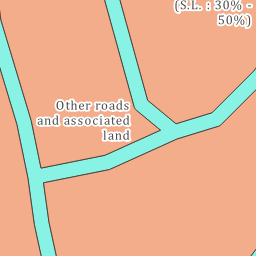 (S.L. : 30% -
50%)
Other roads
and associated
land